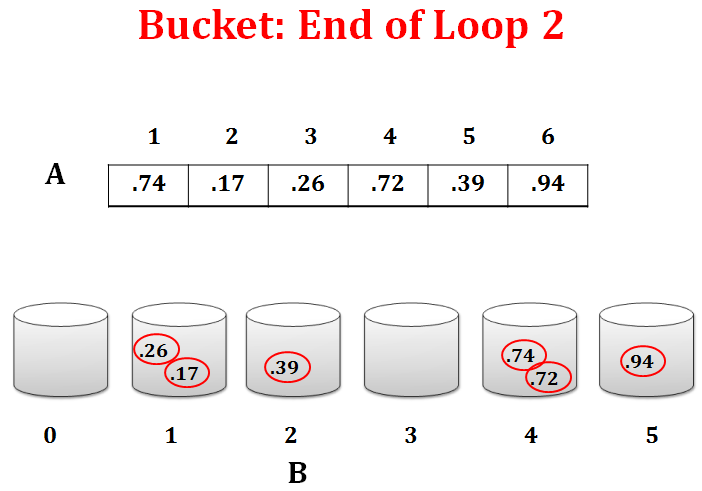 Bucket: End of Loop 2
1 2 3 4 5 6
A .74 .17 .26 .72 .39 .94
.26 .17 .39 .74 .72 .94
0 1 2 3 4 5
B